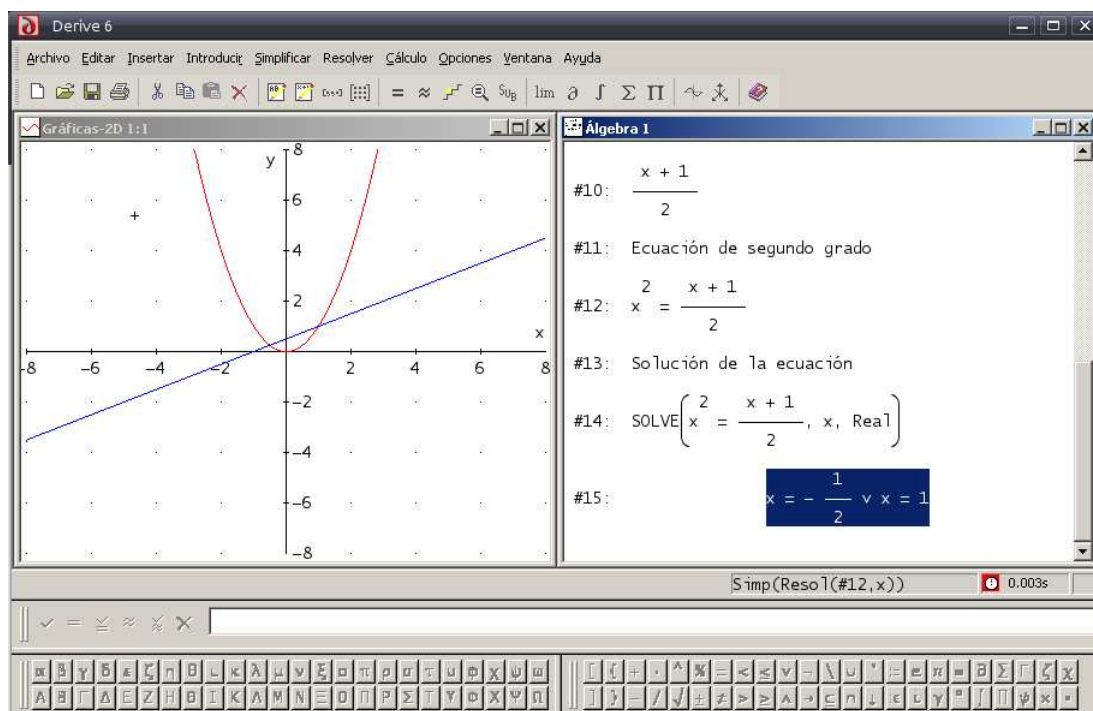 Derive 6
Archivo Editar Insertar Introducir Simplificar Resolver Cálculo Opciones Ventana Ayuda
= ≈ SUB lim ∂ ∫ Σ Π
Gráficas-2D 1:1
y 8
6
4
2
x
-8 -6 -4 -2 2 4 6 8
-2
-4
-6
-8
Álgebra 1
x + 1
#10:
2
#11: Ecuación de segundo grado
2 x + 1
#12: x =
2
#13: Solución de la ecuación
2 x + 1
#14: SOLVE(x = , x, Real)
2
1
#15: x = - v x = 1
2
Simp(Resol(#12,x)) 0.003s
α β γ δ ε ζ η θ ι κ λ μ ν ξ ο π ρ σ τ υ φ χ ψ ω
Α Β Γ Δ Ε Ζ Η Θ Ι Κ Λ Μ Ν Ξ Ο Π Ρ Σ Τ Υ Φ Χ Ψ Ω